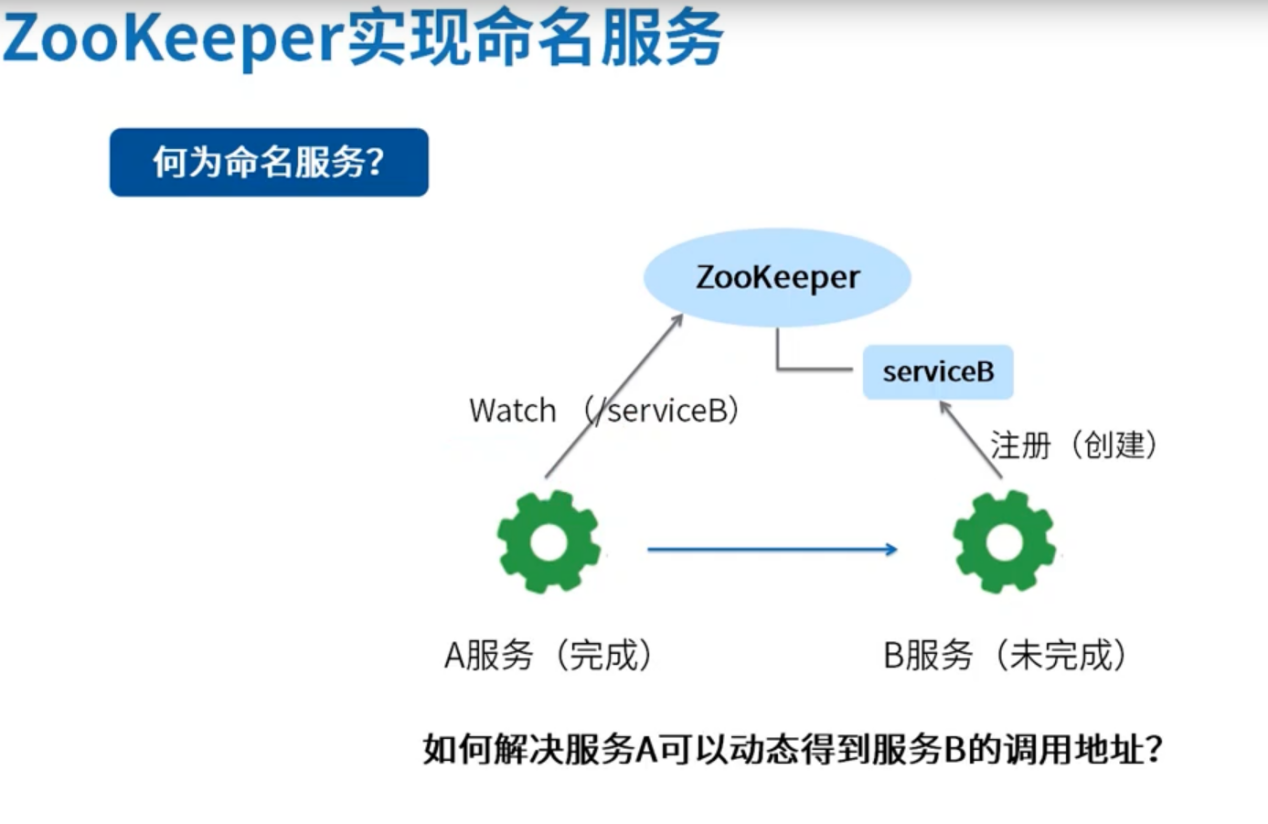 ZooKeeper实现命名服务
何为命名服务？
ZooKeeper
serviceB
Watch （/serviceB）
注册（创建）
A服务（完成）
B服务（未完成）
如何解决服务A可以动态得到服务B的调用地址？